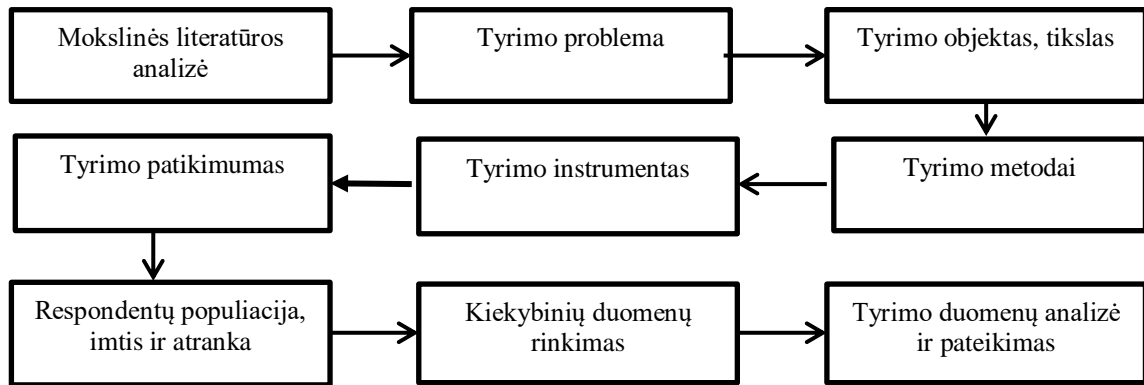 Mokslinės literatūros
analizė
Tyrimo problema
Tyrimo objektas, tikslas
Tyrimo metodai
Tyrimo instrumentas
Tyrimo patikimumas
Respondentų populiacija,
imtis ir atranka
Kiekybinių duomenų
rinkimas
Tyrimo duomenų analizė
ir pateikimas